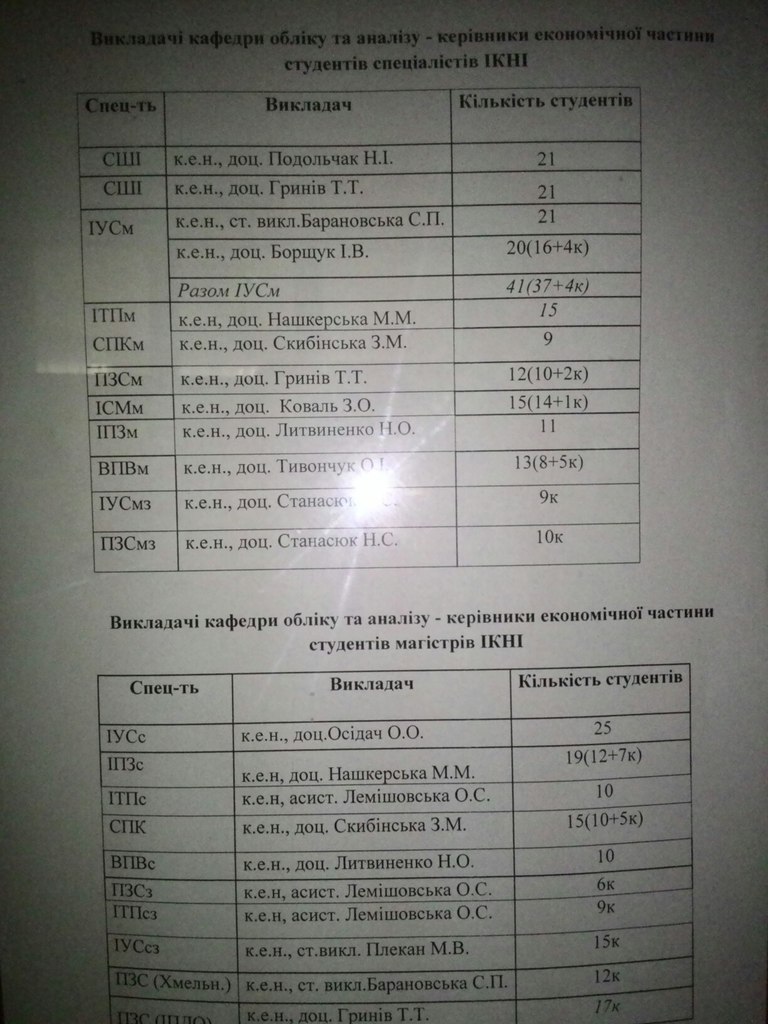 Викладачі кафедри обліку та аналізу - керівники економічної частини
студентів спеціалістів ІКНІ
Спец-ть Викладач Кількість студентів
СШІ к.е.н., доц. Подольчак Н.І. 21
СШІ к.е.н., доц. Гринів Т.Т. 21
ІУСм к.е.н., ст. викл.Барановська С.П. 21
к.е.н., доц. Борщук І.В. 20(16+4к)
Разом ІУСм 41(37+4к)
ІТПм к.е.н, доц. Нашкерська М.М. 15
СПКм к.е.н., доц. Скибінська З.М. 9
ПЗСм к.е.н., доц. Гринів Т.Т. 12(10+2к)
ІСМм к.е.н., доц. Коваль З.О. 15(14+1к)
ІПЗм к.е.н., доц. Литвиненко Н.О. 11
ВПВм к.е.н., доц. Тивончук О.І. 13(8+5к)
ІУСмз к.е.н., доц. Станасюк 9к
ПЗСмз к.е.н., доц. Станасюк Н.С. 10к
Викладачі кафедри обліку та аналізу - керівники економічної частини
студентів магістрів ІКНІ
Спец-ть Викладач Кількість студентів
ІУСс к.е.н., доц.Осідач О.О. 25
ІПЗс к.е.н, доц. Нашкерська М.М. 19(12+7к)
ІТПс к.е.н, асист. Лемішовська О.С. 10
СПК к.е.н., доц. Скибінська З.М. 15(10+5к)
ВПВс к.е.н., доц. Литвиненко Н.О. 10
ПЗСз к.е.н, асист. Лемішовська О.С. 6к
ІТПсз к.е.н, асист. Лемішовська О.С. 9к
ІУСсз к.е.н., ст.викл. Плекан М.В. 15к
ПЗС (Хмельн.) к.е.н., ст. викл.Барановська С.П. 12к
ПЗС (ІПДО) к.е.н., доц. Гринів Т.Т. 17к